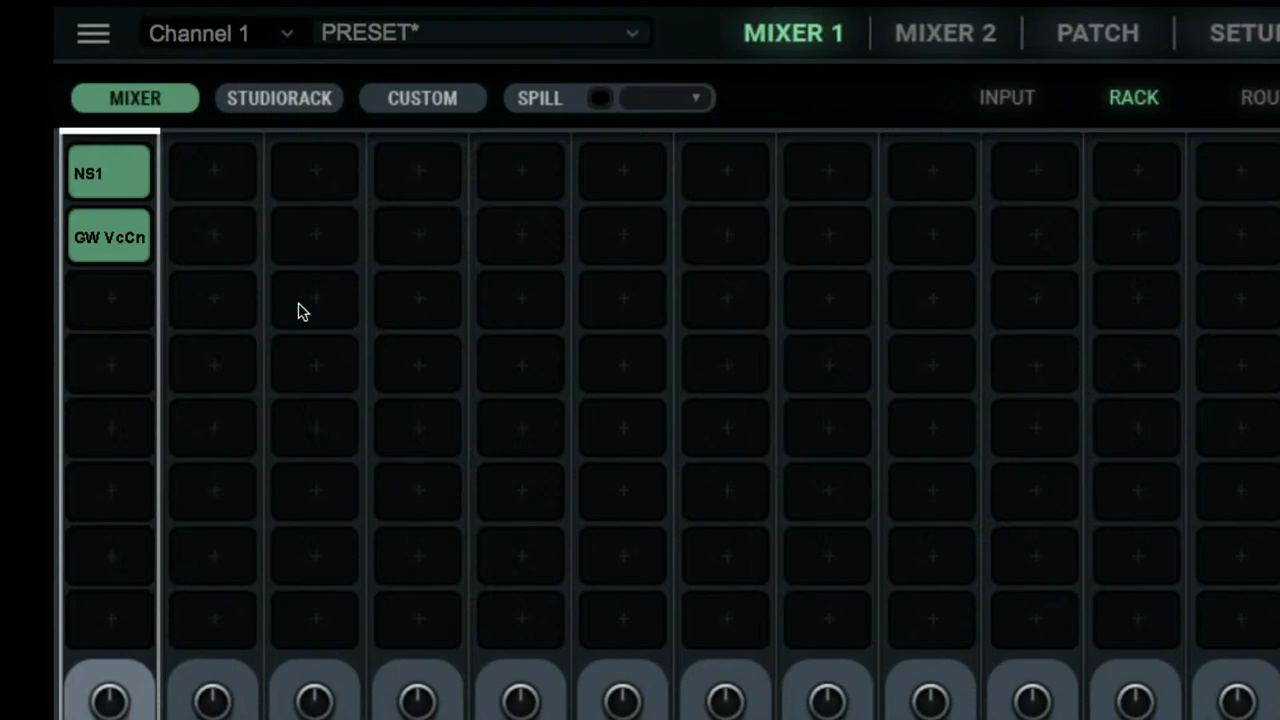 Channel 1 PRESET* MIXER 1 MIXER 2 PATCH
MIXER STUDIORACK CUSTOM SPILL INPUT RACK
NS1
GW VcCn